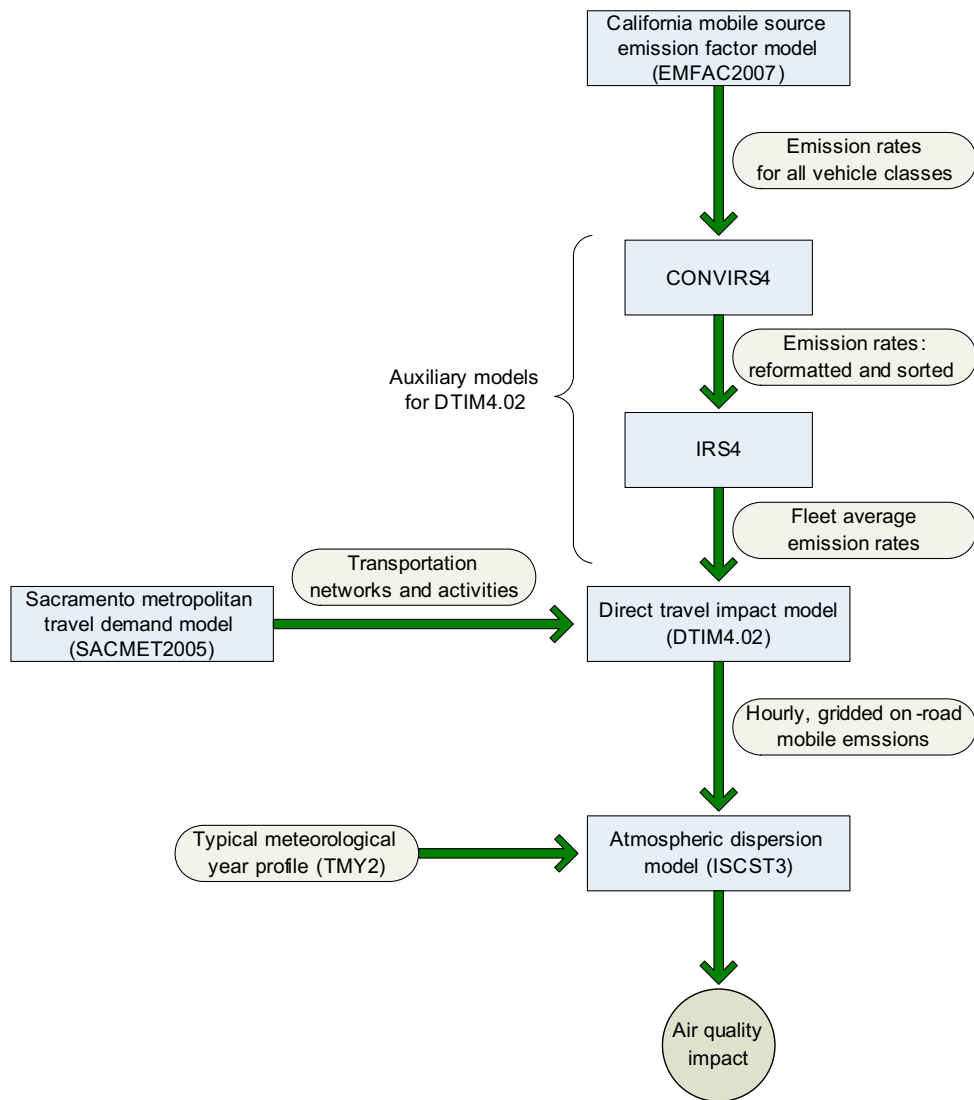 California mobile source
emission factor model
(EMFAC2007)
Emission rates
for all vehicle classes
CONVIRS4
Emission rates:
reformatted and sorted
Auxiliary models
for DTIM4.02
IRS4
Fleet average
emission rates
Transportation
networks and activities
Sacramento metropolitan
travel demand model
(SACMET2005)
Direct travel impact model
(DTIM4.02)
Hourly, gridded on-road
mobile emssions
Typical meteorological
year profile (TMY2)
Atmospheric dispersion
model (ISCST3)
Air quality
impact